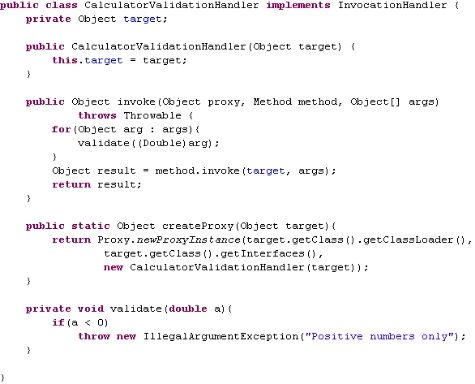 public class CalculatorValidationHandler implements InvocationHandler {
    private Object target;

    public CalculatorValidationHandler(Object target) {
        this.target = target;
    }

    public Object invoke(Object proxy, Method method, Object[] args)
            throws Throwable {
        for(Object arg : args){
            validate((Double)arg);
        }
        Object result = method.invoke(target, args);
        return result;
    }

    public static Object createProxy(Object target){
        return Proxy.newProxyInstance(target.getClass().getClassLoader(),
                target.getClass().getInterfaces(),
                new CalculatorValidationHandler(target));
    }

    private void validate(double a){
        if(a < 0)
            throw new IllegalArgumentException("Positive numbers only");
    }

}